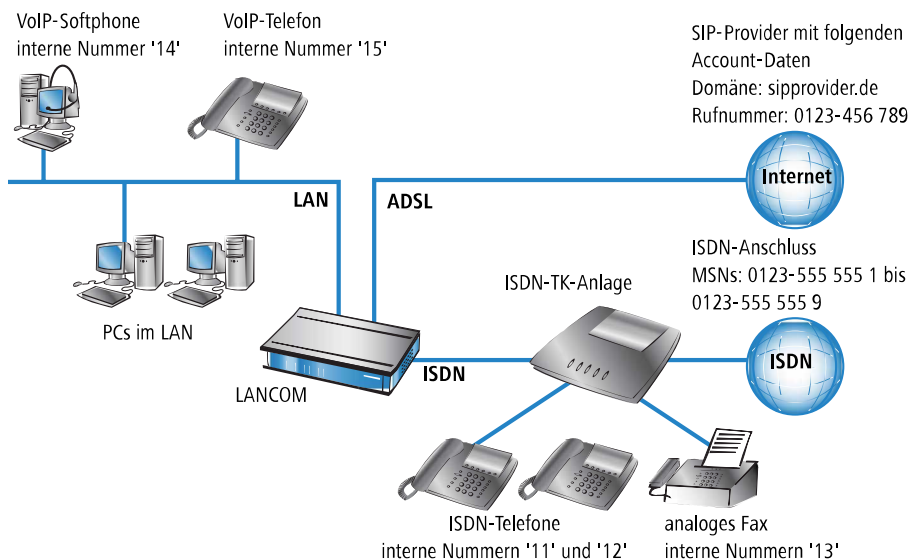 VoIP-Softphone
interne Nummer '14'
VoIP-Telefon
interne Nummer '15'
SIP-Provider mit folgenden
Account-Daten
Domäne: sipprovider.de
Rufnummer: 0123-456 789
Internet
LAN
ADSL
ISDN-Anschluss
MSNs: 0123-555 555 1 bis
0123-555 555 9
ISDN-TK-Anlage
PCs im LAN
LANCOM
ISDN
ISDN
ISDN-Telefone
interne Nummern '11' und '12'
analoges Fax
interne Nummern '13'